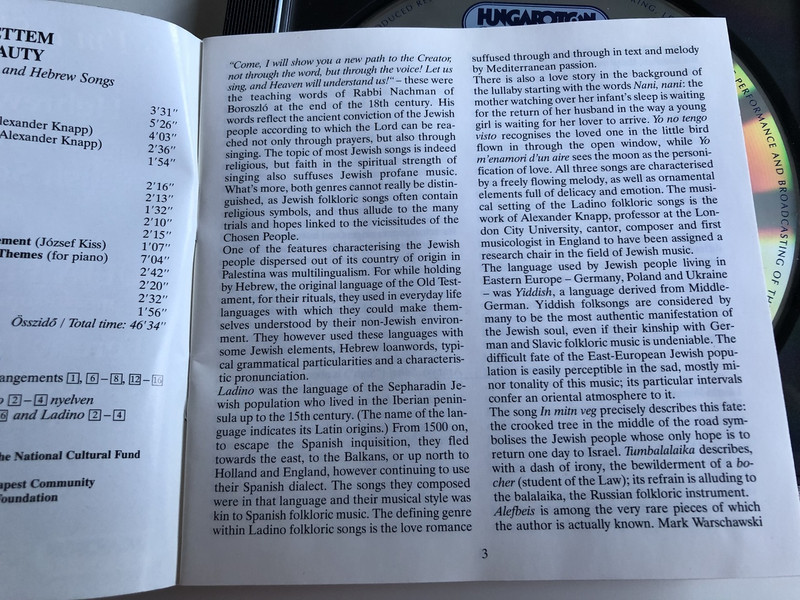 ETTEM
AUTY
and Hebrew Songs
3'31"
Alexander Knapp) 5'26"
Alexander Knapp) 4'03"
2'36"
1'54"
2'16"
2'13"
1'32"
2'10"
2'15"
ement (József Kiss) 1'07"
Themes (for piano) 7'04"
2'42"
2'20"
2'32"
1'56"
Összidő / Total time: 46'34"
angements 1, 6–8, 12–16
2–4 nyelven
6 and Ladino 2–4
he National Cultural Fund
apest Community
oundation
"Come, I will show you a new path to the Creator,
not through the word, but through the voice! Let us
sing, and Heaven will understand us!" – these were
the teaching words of Rabbi Nachman of
Boroszló at the end of the 18th century. His
words reflect the ancient conviction of the Jewish
people according to which the Lord can be rea-
ched not only through prayers, but also through
singing. The topic of most Jewish songs is indeed
religious, but faith in the spiritual strength of
singing also suffuses Jewish profane music.
What's more, both genres cannot really be distin-
guished, as Jewish folkloric songs often contain
religious symbols, and thus allude to the many
trials and hopes linked to the vicissitudes of the
Chosen People.
One of the features characterising the Jewish
people dispersed out of its country of origin in
Palestina was multilingualism. For while holding
by Hebrew, the original language of the Old Test-
ament, for their rituals, they used in everyday life
languages with which they could make them-
selves understood by their non-Jewish environ-
ment. They however used these languages with
some Jewish elements, Hebrew loanwords, typi-
cal grammatical particularities and a characteris-
tic pronunciation.
Ladino was the language of the Sepharadin Je-
wish population who lived in the Iberian penin-
sula up to the 15th century. (The name of the lan-
guage indicates its Latin origins.) From 1500 on,
to escape the Spanish inquisition, they fled
towards the east, to the Balkans, or up north to
Holland and England, however continuing to use
their Spanish dialect. The songs they composed
were in that language and their musical style was
kin to Spanish folkloric music. The defining genre
within Ladino folkloric songs is the love romance
suffused through and through in text and melody
by Mediterranean passion.
There is also a love story in the background of
the lullaby starting with the words Nani, nani: the
mother watching over her infant's sleep is waiting
for the return of her husband in the way a young
girl is waiting for her lover to arrive. Yo no tengo
visto recognises the loved one in the little bird
flown in through the open window, while Yo
m'enamori d'un aire sees the moon as the personi-
fication of love. All three songs are characterised
by a freely flowing melody, as well as ornamental
elements full of delicacy and emotion. The musi-
cal setting of the Ladino folkloric songs is the
work of Alexander Knapp, professor at the Lon-
don City University, cantor, composer and first
musicologist in England to have been assigned a
research chair in the field of Jewish music.
The language used by Jewish people living in
Eastern Europe – Germany, Poland and Ukraine
– was Yiddish, a language derived from Middle-
German. Yiddish folksongs are considered by
many to be the most authentic manifestation of
the Jewish soul, even if their kinship with Ger-
man and Slavic folkloric music is undeniable. The
difficult fate of the East-European Jewish popu-
lation is easily perceptible in the sad, mostly mi-
nor tonality of this music; its particular intervals
confer an oriental atmosphere to it.
The song In mitn veg precisely describes this fate:
the crooked tree in the middle of the road sym-
bolises the Jewish people whose only hope is to
return one day to Israel. Tumbalalaika describes,
with a dash of irony, the bewilderment of a bo-
cher (student of the Law); its refrain is alluding to
the balalaika, the Russian folkloric instrument.
Alefbeis is among the very rare pieces of which
the author is actually known. Mark Warschawski
3
HUNGAROTON
PERFORMANCE AND BROADCASTING OF TH